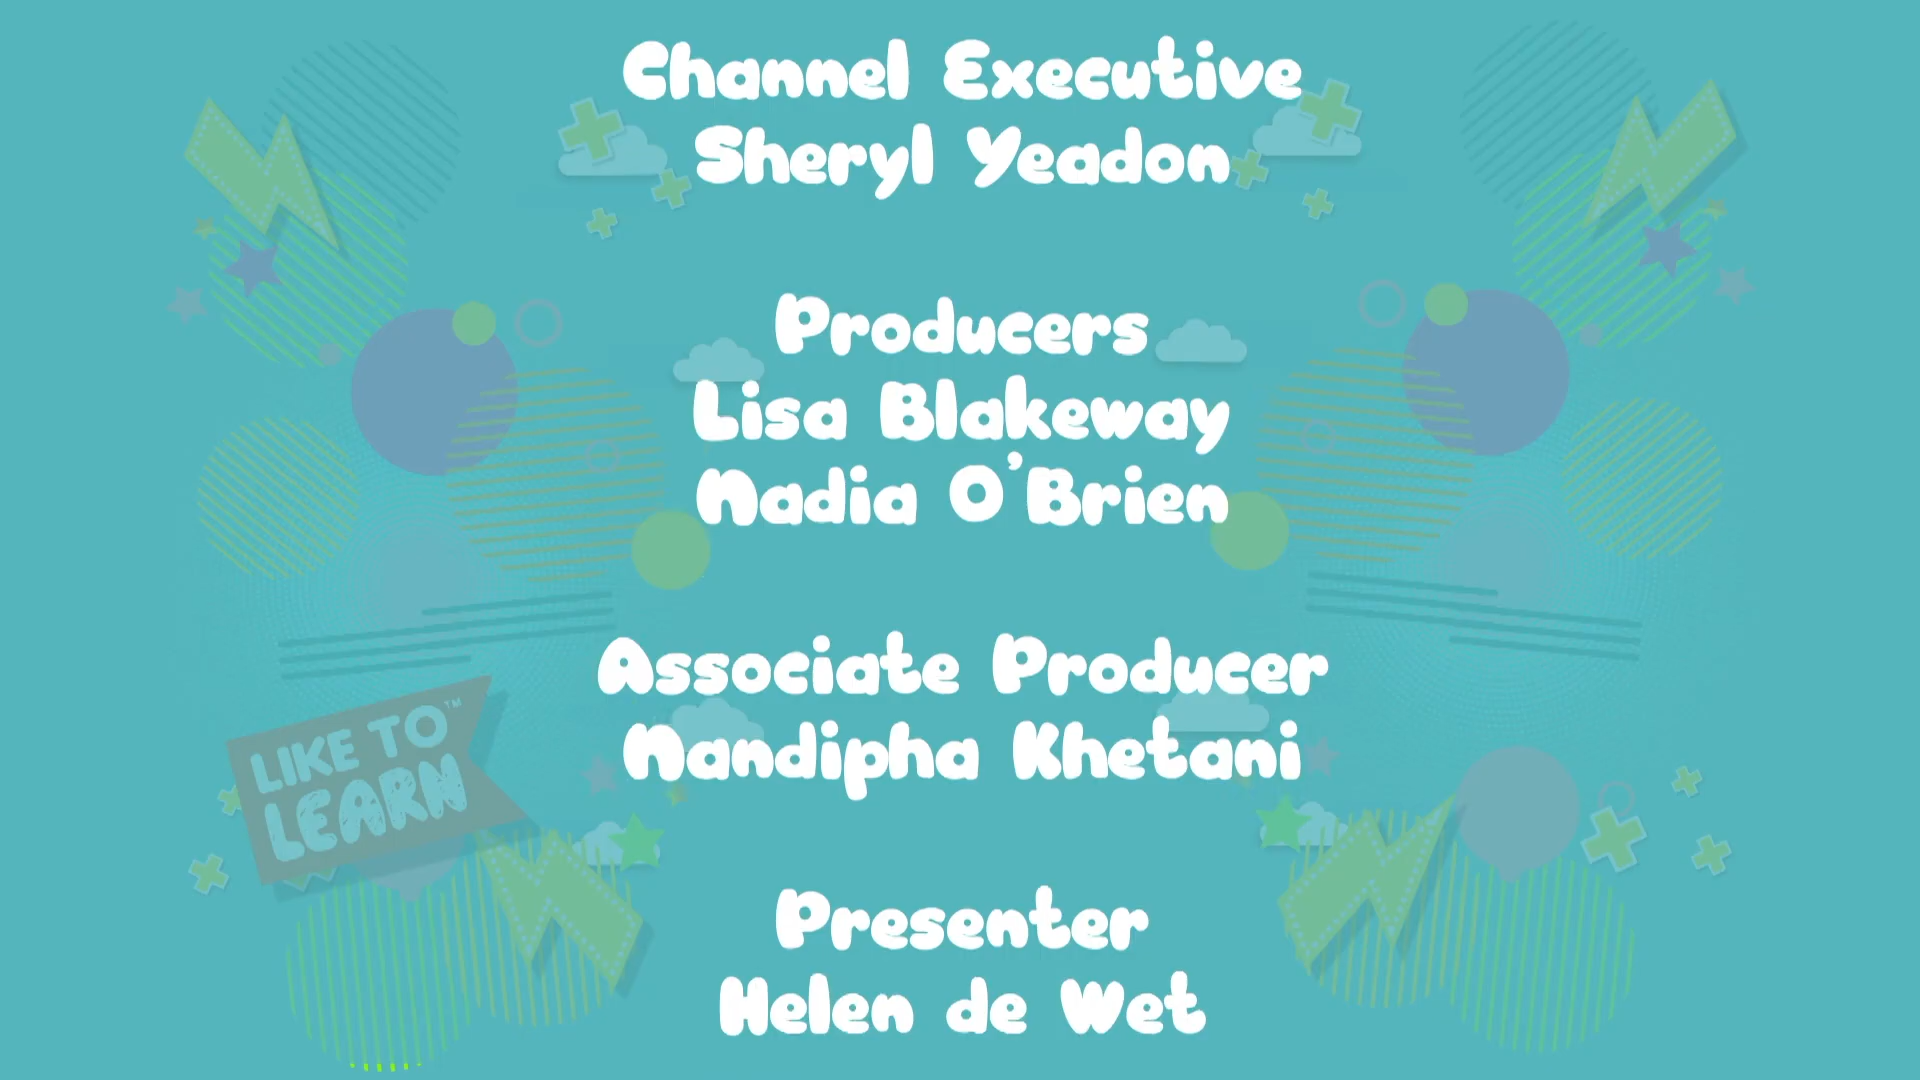 Channel Executive
Sheryl Yeadon
Producers
Lisa Blakeway
Nadia O'Brien
Associate Producer
Nandipha Khetani
LIKE TO™
LEARN
Presenter
Helen de Wet